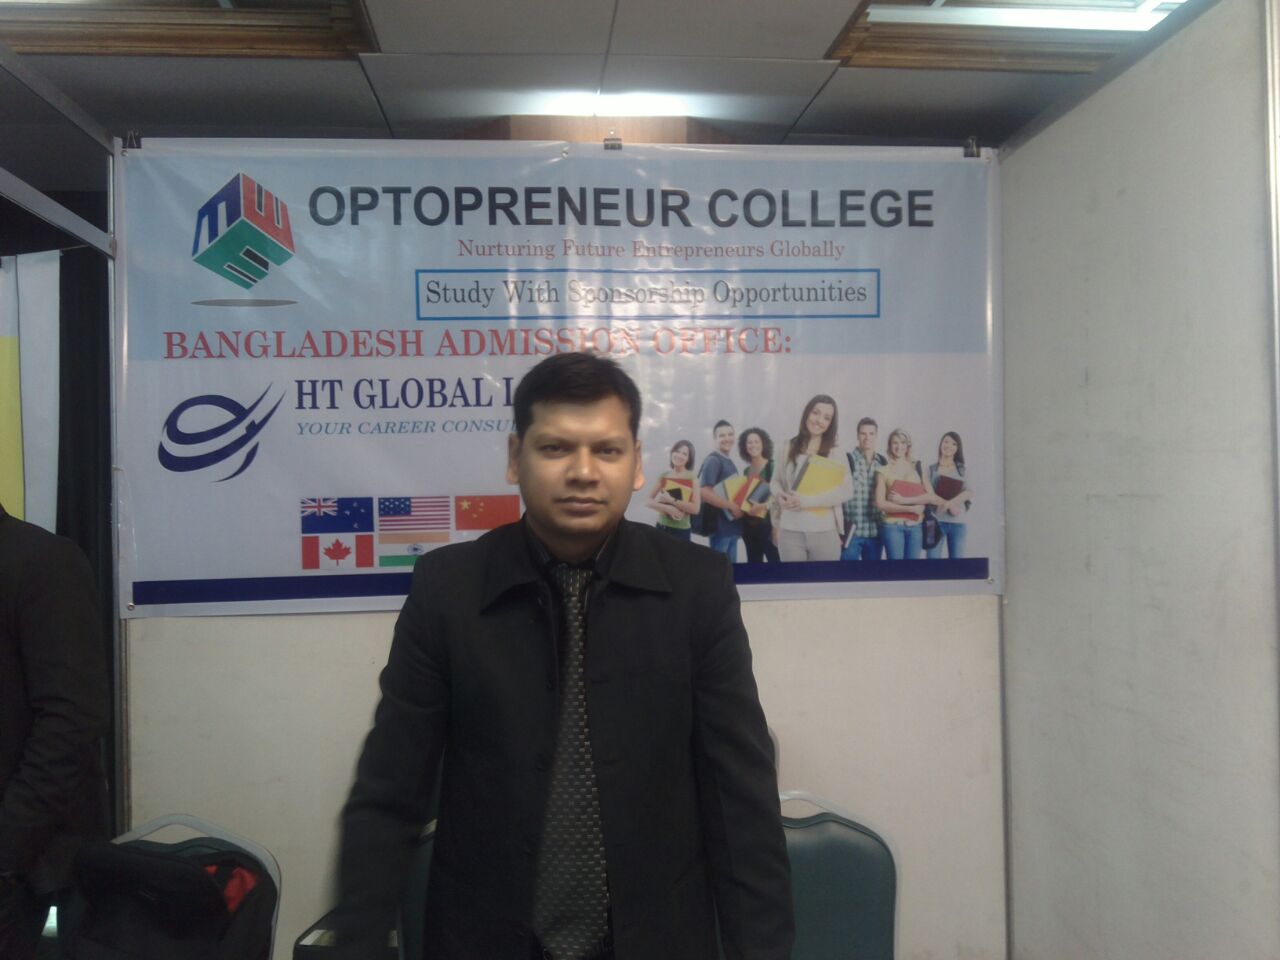 OPTOPRENEUR COLLEGE
Nurturing Future Entrepreneurs Globally
Study With Sponsorship Opportunities
BANGLADESH ADMISSION OFFICE:
HT GLOBAL
YOUR CAREER